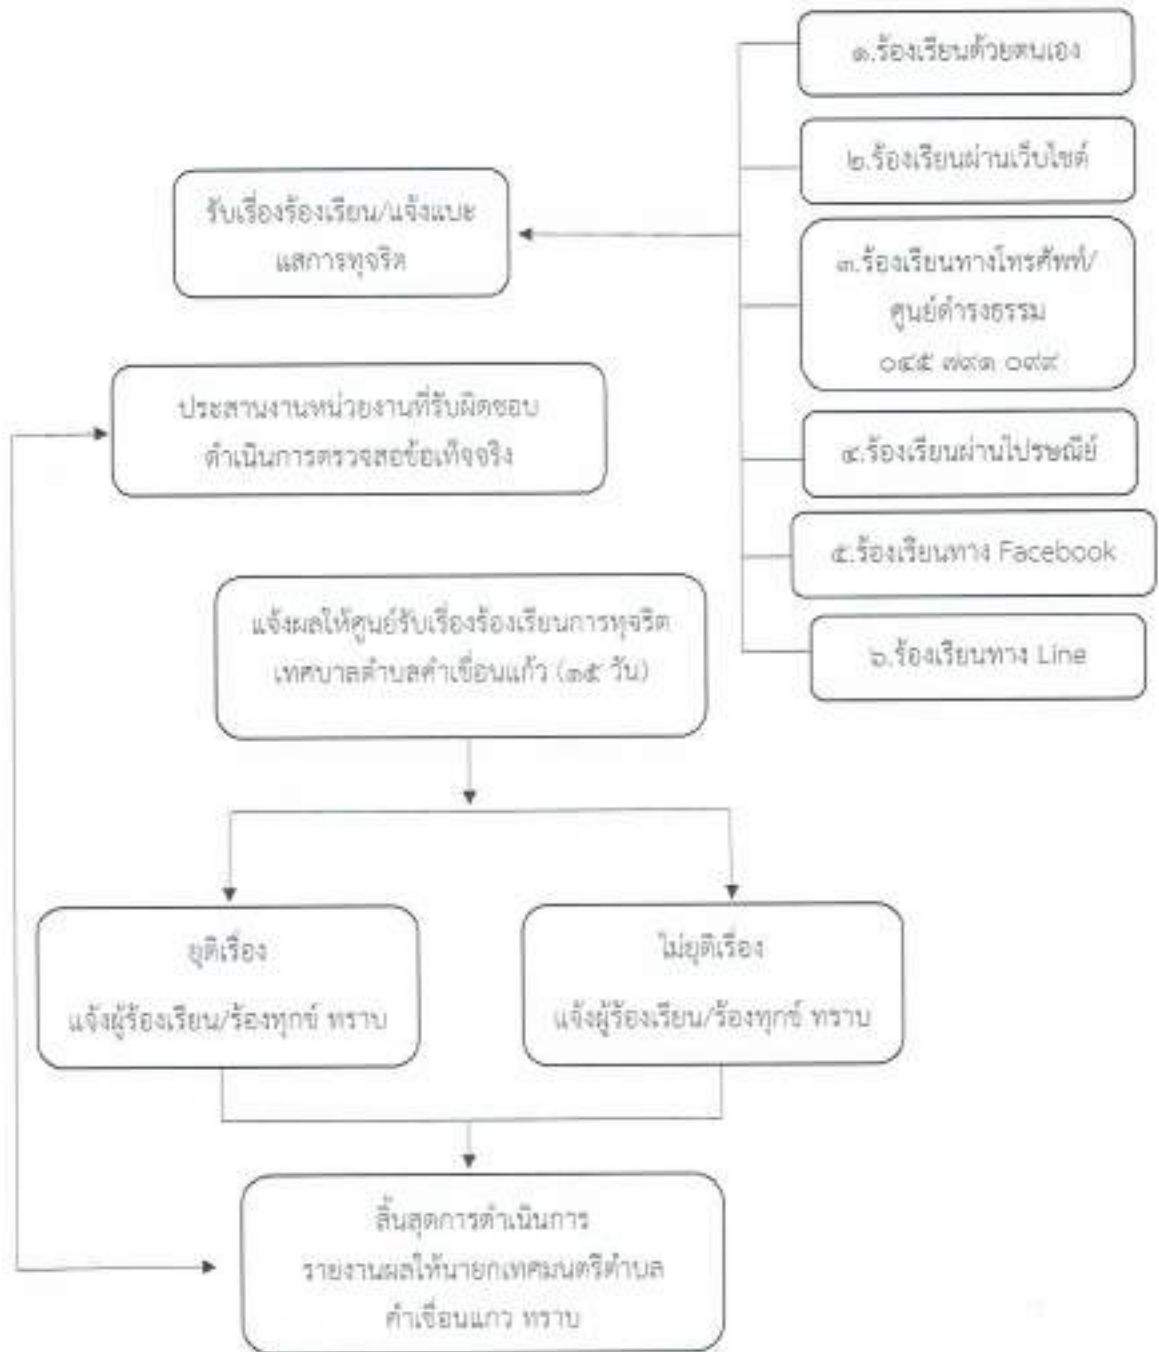 ๑.ร้องเรียนด้วยตนเอง
๒.ร้องเรียนผ่านเว็บไซต์
รับเรื่องร้องเรียน/แจ้งแบะ
แสการทุจริต
๓.ร้องเรียนทางโทรศัพท์/
ศูนย์ดำรงธรรม
๐๔๕ ๗๙๑ ๐๙๙
ประสานงานหน่วยงานที่รับผิดชอบ
ดำเนินการตรวจสอข้อเท็จจริง
๔.ร้องเรียนผ่านไปรษณีย์
๕.ร้องเรียนทาง Facebook
แจ้งผลให้ศูนย์รับเรื่องร้องเรียนการทุจริต
เทศบาลตำบลคำเขื่อนแก้ว (๑๕ วัน)
๖.ร้องเรียนทาง Line
ยุติเรื่อง
แจ้งผู้ร้องเรียน/ร้องทุกข์ ทราบ
ไม่ยุติเรื่อง
แจ้งผู้ร้องเรียน/ร้องทุกข์ ทราบ
สิ้นสุดการดำเนินการ
รายงานผลให้นายกเทศมนตรีตำบล
คำเขื่อนแกว ทราบ